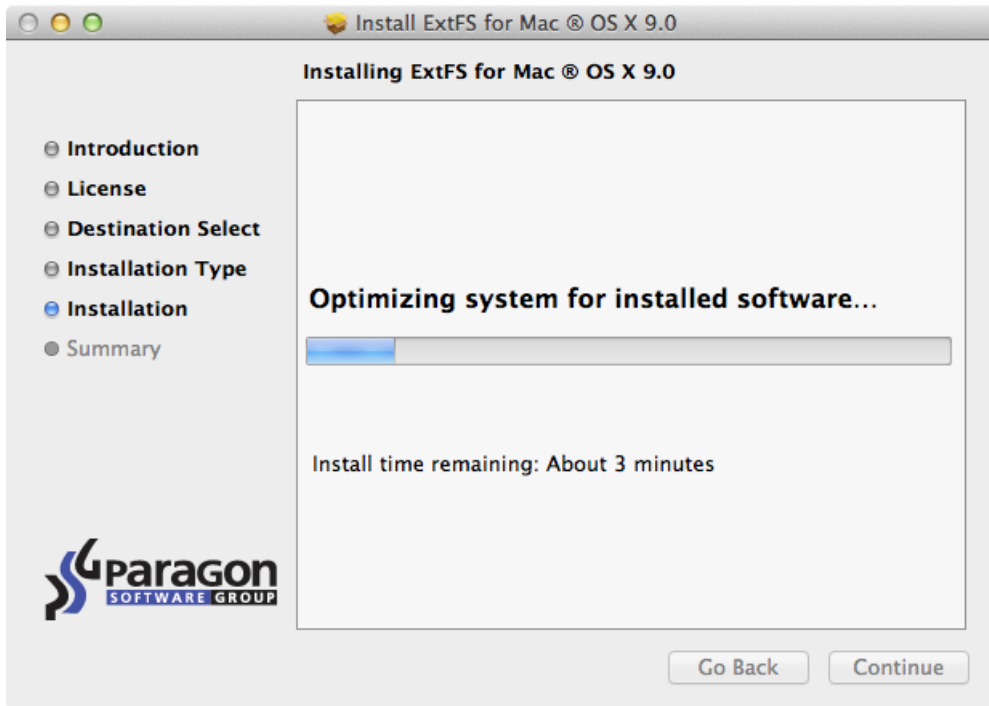 Install ExtFS for Mac ® OS X 9.0
Installing ExtFS for Mac ® OS X 9.0
Introduction
License
Destination Select
Installation Type
Installation
Summary
Optimizing system for installed software...
Install time remaining: About 3 minutes
paragon
SOFTWARE GROUP
Go Back
Continue